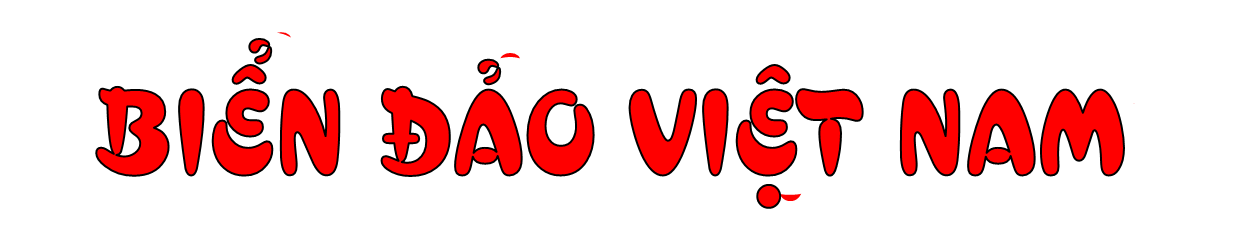 BIỂN ĐẢO VIỆT NAM